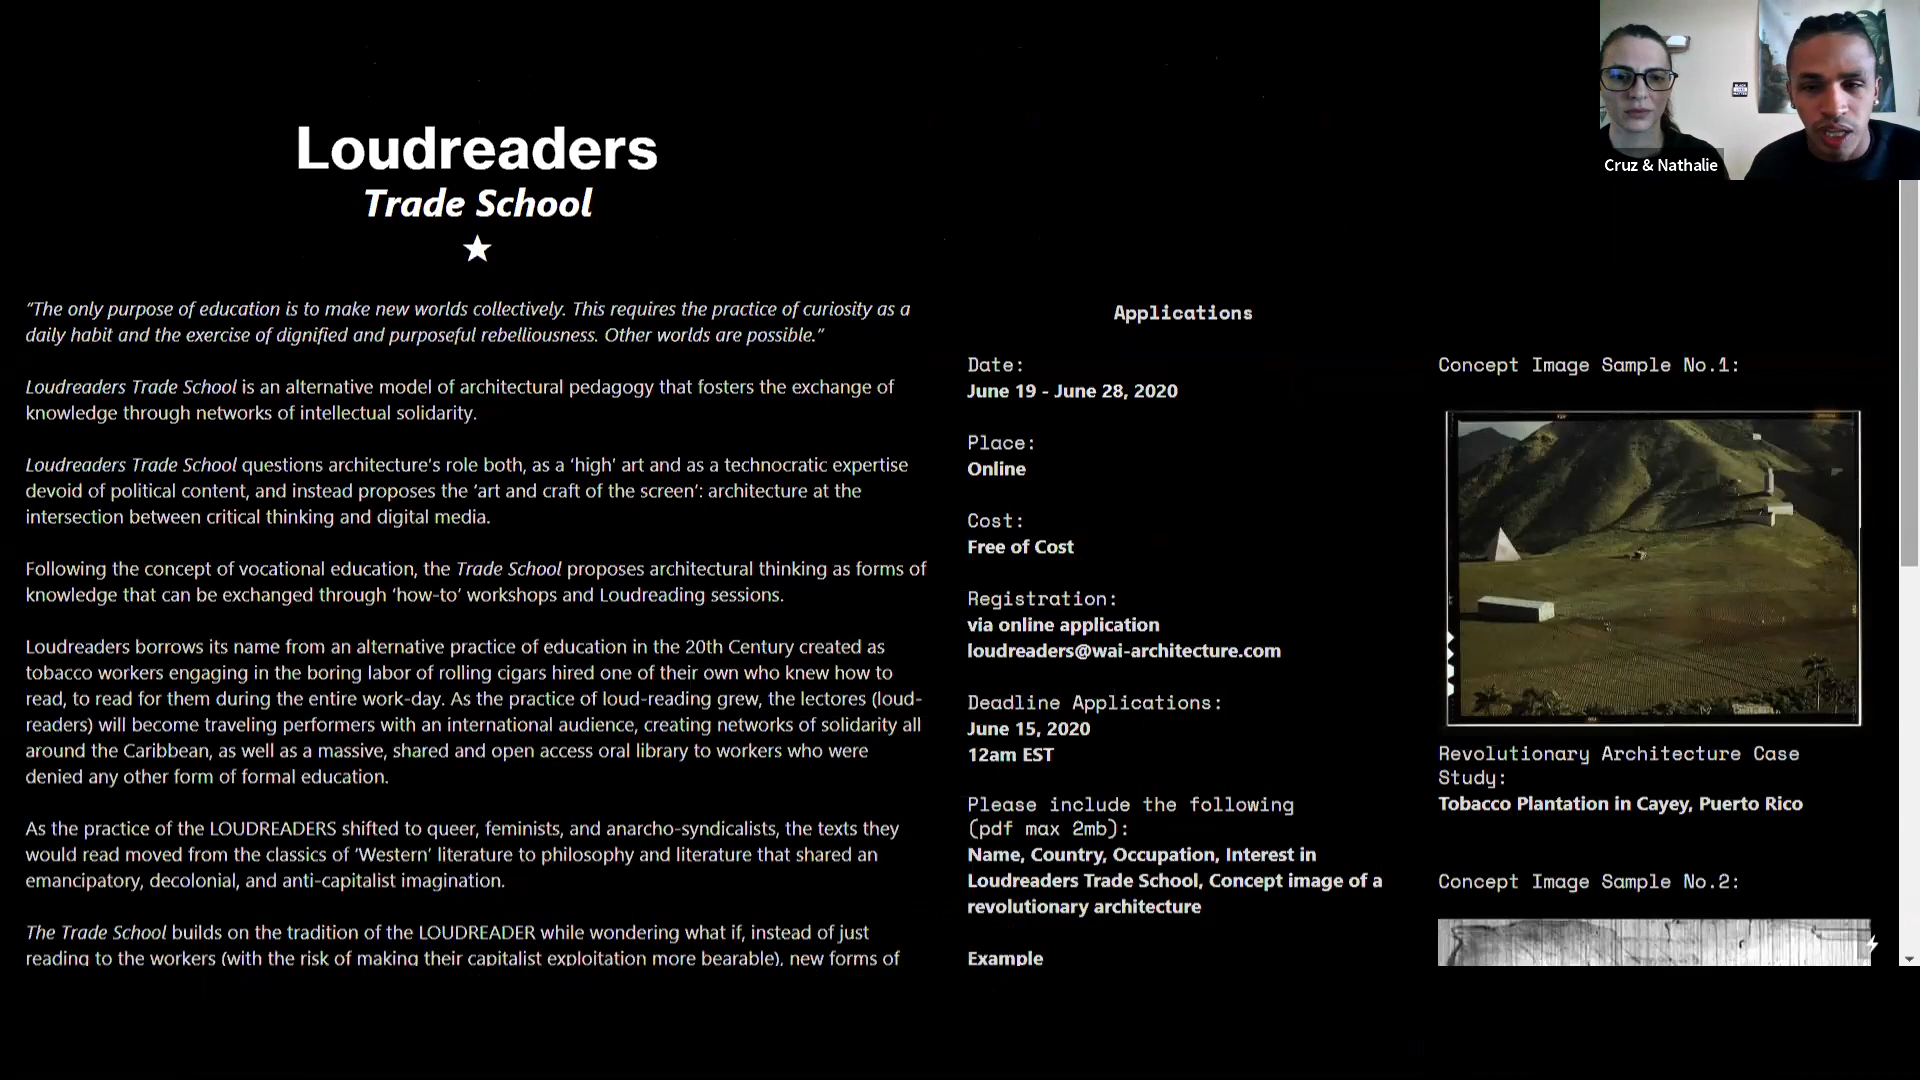 Loudreaders
Trade School
"The only purpose of education is to make new worlds collectively. This requires the practice of curiosity as a
daily habit and the exercise of dignified and purposeful rebelliousness. Other worlds are possible."
Loudreaders Trade School is an alternative model of architectural pedagogy that fosters the exchange of
knowledge through networks of intellectual solidarity.
Loudreaders Trade School questions architecture's role both, as a 'high' art and as a technocratic expertise
devoid of political content, and instead proposes the 'art and craft of the screen': architecture at the
intersection between critical thinking and digital media.
Following the concept of vocational education, the Trade School proposes architectural thinking as forms of
knowledge that can be exchanged through 'how-to' workshops and Loudreading sessions.
Loudreaders borrows its name from an alternative practice of education in the 20th Century created as
tobacco workers engaging in the boring labor of rolling cigars hired one of their own who knew how to
read, to read for them during the entire work-day. As the practice of loud-reading grew, the lectores (loud-
readers) will become traveling performers with an international audience, creating networks of solidarity all
around the Caribbean, as well as a massive, shared and open access oral library to workers who were
denied any other form of formal education.
As the practice of the LOUDREADERS shifted to queer, feminists, and anarcho-syndicalists, the texts they
would read moved from the classics of 'Western' literature to philosophy and literature that shared an
emancipatory, decolonial, and anti-capitalist imagination.
The Trade School builds on the tradition of the LOUDREADER while wondering what if, instead of just
reading to the workers (with the risk of making their capitalist exploitation more bearable), new forms of
Applications
Date:
June 19 - June 28, 2020
Place:
Online
Cost:
Free of Cost
Registration:
via online application
loudreaders@wai-architecture.com
Deadline Applications:
June 15, 2020
12am EST
Please include the following
(pdf max 2mb):
Name, Country, Occupation, Interest in
Loudreaders Trade School, Concept image of a
revolutionary architecture
Example
Concept Image Sample No.1:
Revolutionary Architecture Case
Study:
Tobacco Plantation in Cayey, Puerto Rico
Concept Image Sample No.2:
Cruz & Nathalie
BLACK
LIVES
MATTER